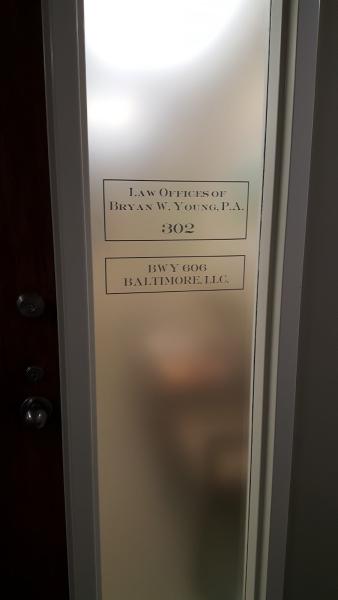 Law Offices of
Bryan W. Young, P.A.
302
BWY 606
BALTIMORE, LLC.